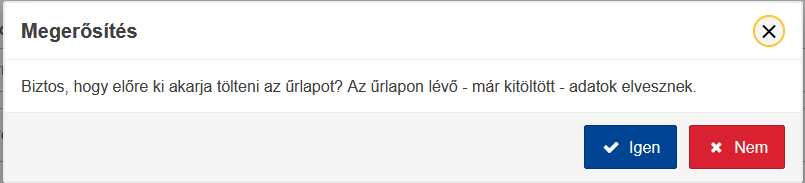 Megerősítés
Biztos, hogy előre ki akarja tölteni az űrlapot? Az űrlapon lévő - már kitöltött - adatok elvesznek.
Igen
Nem